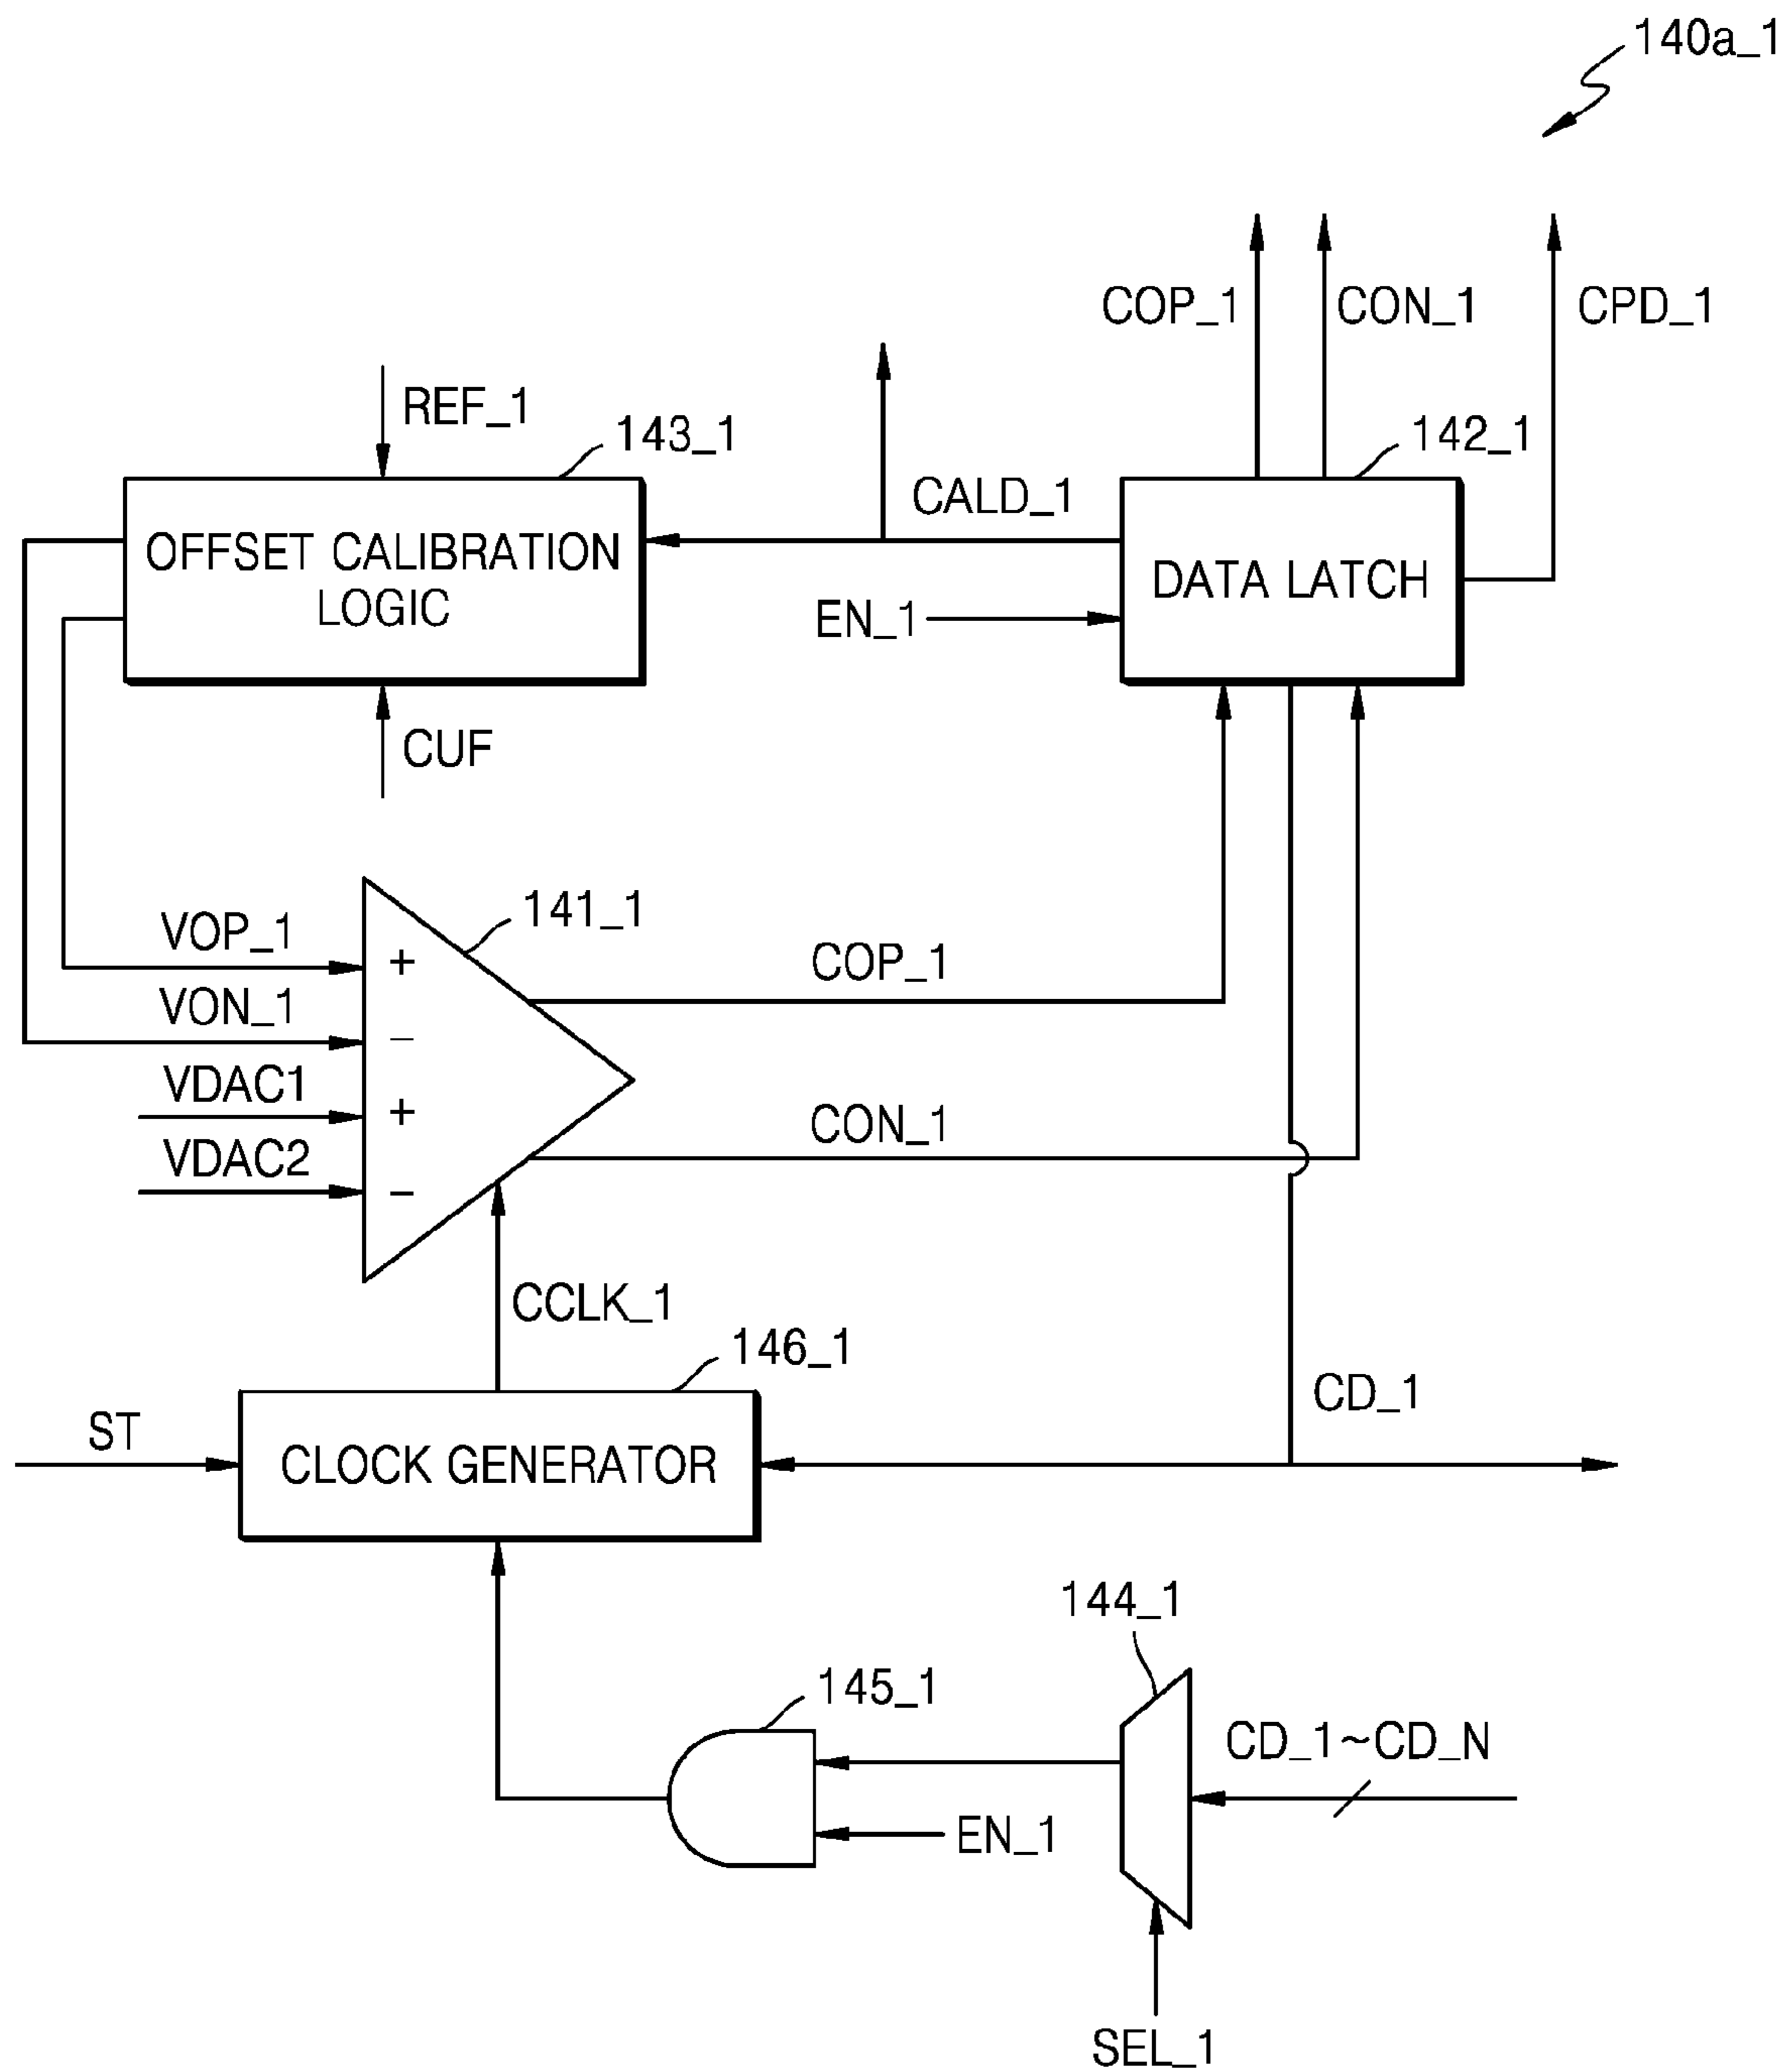 140a_1
COP_1
CON_1
CPD_1
REF_1
143_1
CALD_1
142_1
OFFSET CALIBRATION
LOGIC
DATA LATCH
EN_1
CUF
141_1
VOP_1
+
COP_1
VON_1
−
VDAC1
+
CON_1
VDAC2
−
CCLK_1
146_1
CD_1
ST
CLOCK GENERATOR
144_1
145_1
CD_1~CD_N
EN_1
SEL_1